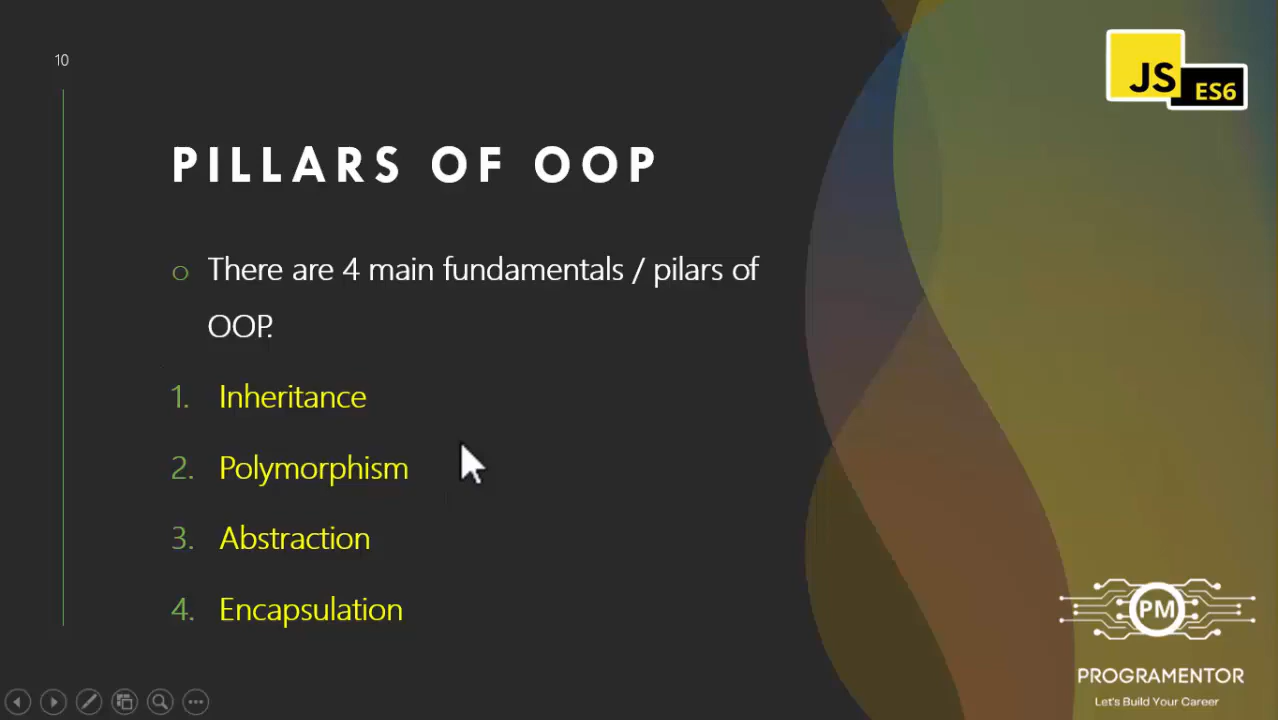 10
JS
ES6
PILLARS OF OOP
There are 4 main fundamentals / pilars of
OOP.
1. Inheritance
2. Polymorphism
3. Abstraction
4. Encapsulation
PM
PROGRAMENTOR
Let's Build Your Career